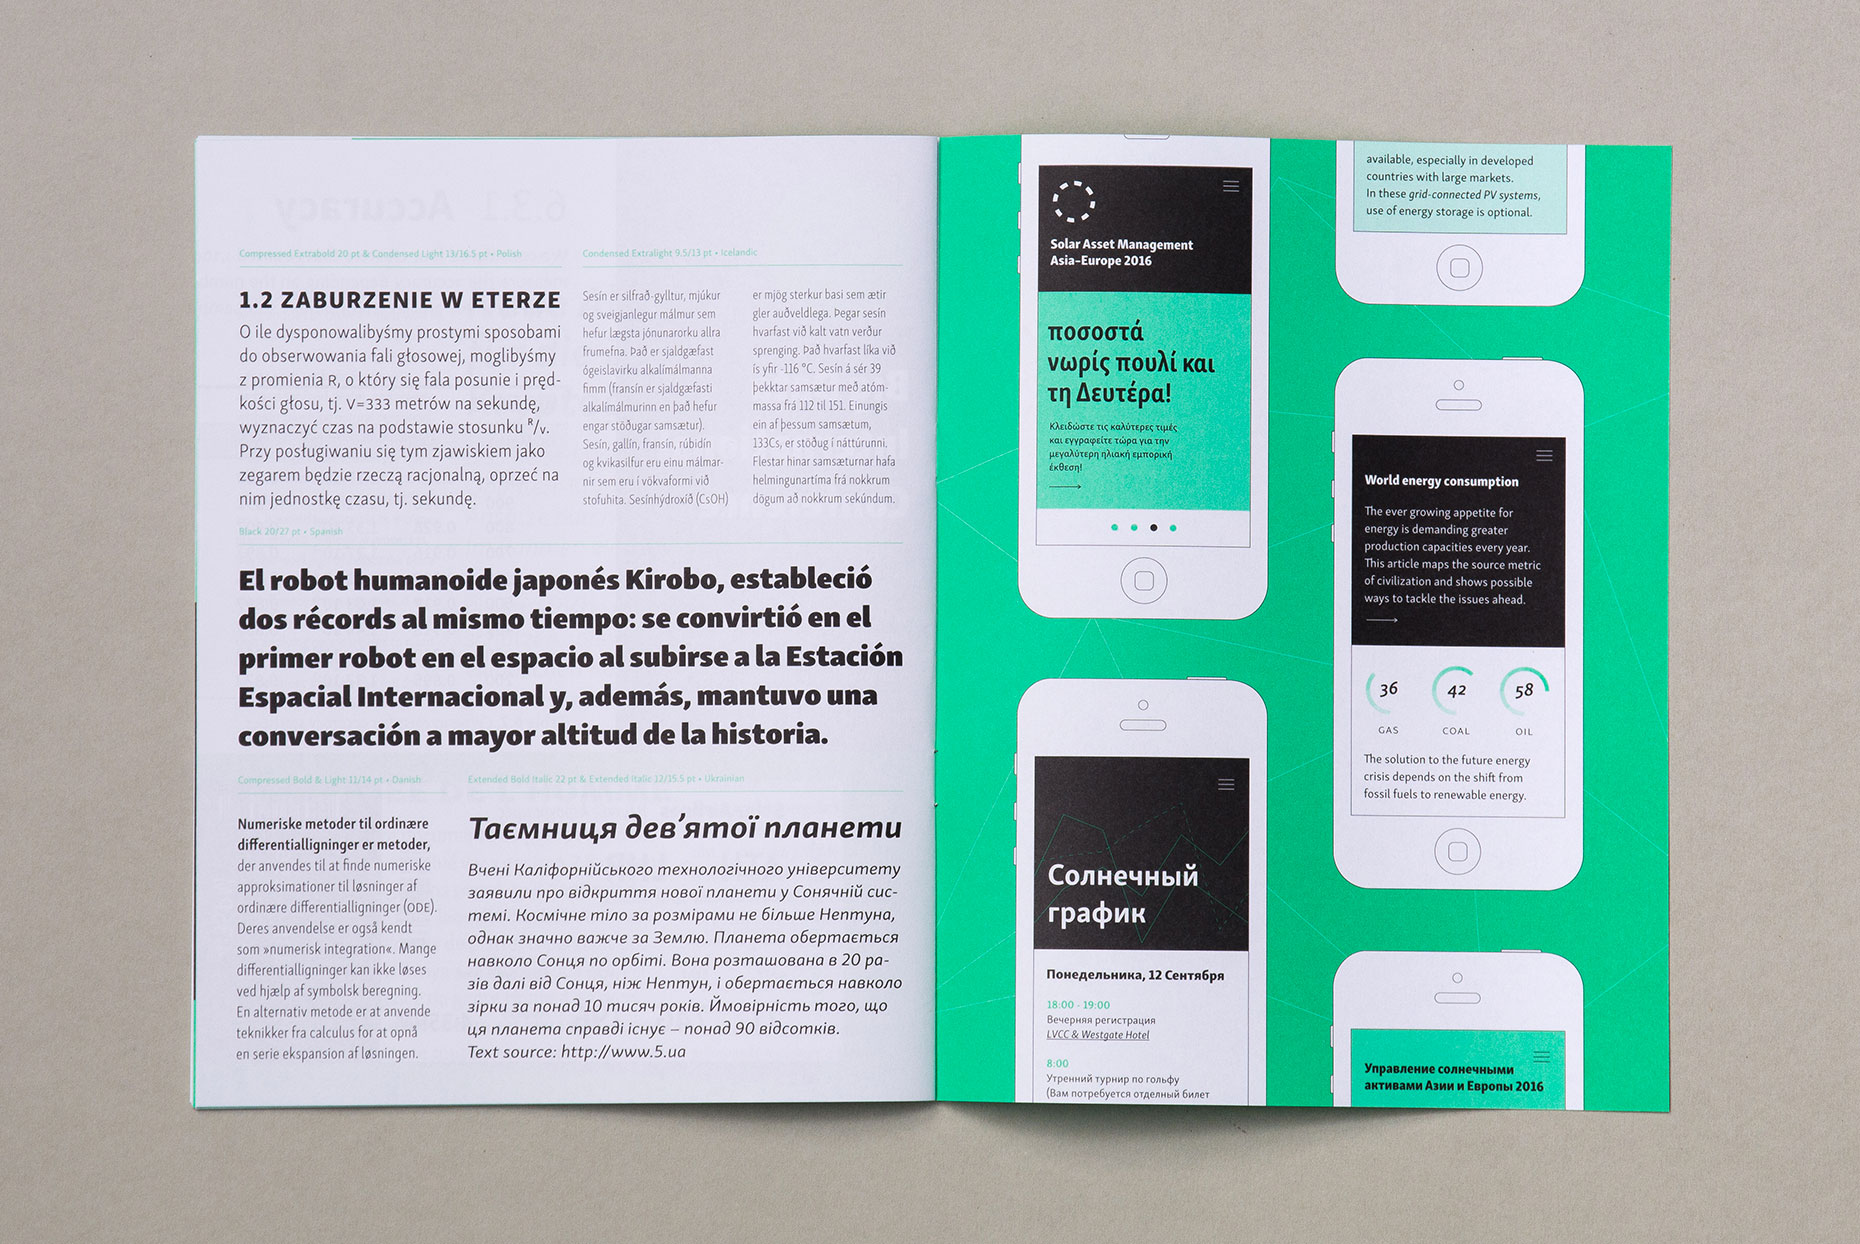 Compressed Extrabold 20 pt & Condensed Light 13/16.5 pt • Polish
1.2 ZABURZENIE W ETERZE
O ile dysponowalibyśmy prostymi sposobami
do obserwowania fali głosowej, moglibyśmy
z promienia R, o który się fala posunie i pręd-
kości głosu, tj. V=333 metrów na sekundę,
wyznaczyć czas na podstawie stosunku R/v.
Przy posługiwaniu się tym zjawiskiem jako
zegarem będzie rzeczą racjonalną, oprzeć na
nim jednostkę czasu, tj. sekundę.
Condensed Extralight 9.5/13 pt • Icelandic
Sesín er silfrað-gylltur, mjúkur
og sveigjanlegur málmur sem
hefur lægsta jónunarorku allra
frumefna. Það er sjaldgæfast
ógeislavirku alkalímálmanna
fimm (fransín er sjaldgæfasti
alkalímálmurinn en það hefur
engar stöðugar samsætur).
Sesín, gallín, fransín, rúbidín
og kvikasilfur eru einu málmar-
nir sem eru í vökvaformi við
stofuhita. Sesínhýdroxíð (CsOH)
er mjög sterkur basi sem ætir
gler auðveldlega. Þegar sesín
hvarfast við kalt vatn verður
sprenging. Það hvarfast líka við
ís yfir -116 °C. Sesín á sér 39
þekktar samsætur með atóm-
massa frá 112 til 151. Einungis
ein af þessum samsætum,
133Cs, er stöðug í náttúrunni.
Flestar hinar samsæturnar hafa
helmingunartíma frá nokkrum
dögum að nokkrum sekúndum.
Black 20/27 pt • Spanish
El robot humanoide japonés Kirobo, estableció
dos récords al mismo tiempo: se convirtió en el
primer robot en el espacio al subirse a la Estación
Espacial Internacional y, además, mantuvo una
conversación a mayor altitud de la historia.
Compressed Bold & Light 11/14 pt • Danish
Numeriske metoder til ordinære
differentialligninger er metoder,
der anvendes til at finde numeriske
approksimationer til løsninger af
ordinære differentialligninger (ODE).
Deres anvendelse er også kendt
som »numerisk integration«. Mange
differentialligninger kan ikke løses
ved hjælp af symbolsk beregning.
En alternativ metode er at anvende
teknikker fra calculus for at opnå
en serie ekspansion af løsningen.
Extended Bold Italic 22 pt & Extended Italic 12/15.5 pt • Ukrainian
Таємниця дев’ятої планети
Вчені Каліфорнійського технологічного університету
заявили про відкриття нової планети у Сонячній сис-
темі. Космічне тіло за розмірами не більше Нептуна,
однак значно важче за Землю. Планета обертається
навколо Сонця по орбіті. Вона розташована в 20 ра-
зів далі від Сонця, ніж Нептун, і обертається навколо
зірки за понад 10 тисяч років. Ймовірність того, що
ця планета справді існує – понад 90 відсотків.
Text source: http://www.5.ua
Solar Asset Management
Asia–Europe 2016
ποσοστά
νωρίς πουλί και
τη Δευτέρα!
Κλειδώστε τις καλύτερες τιμές
και εγγραφείτε τώρα για την
μεγαλύτερη ηλιακή εμπορική
έκθεση!
Солнечный
график
Понедельника, 12 Сентября
18:00 - 19:00
Вечерняя регистрация
LVCC & Westgate Hotel
8:00
Утренний турнир по гольфу
(Вам потребуется отдельный билет
available, especially in developed
countries with large markets.
In these grid-connected PV systems,
use of energy storage is optional.
World energy consumption
The ever growing appetite for
energy is demanding greater
production capacities every year.
This article maps the source metric
of civilization and shows possible
ways to tackle the issues ahead.
36 42 58
GAS COAL OIL
The solution to the future energy
crisis depends on the shift from
fossil fuels to renewable energy.
Управление солнечными
активами Азии и Европы 2016